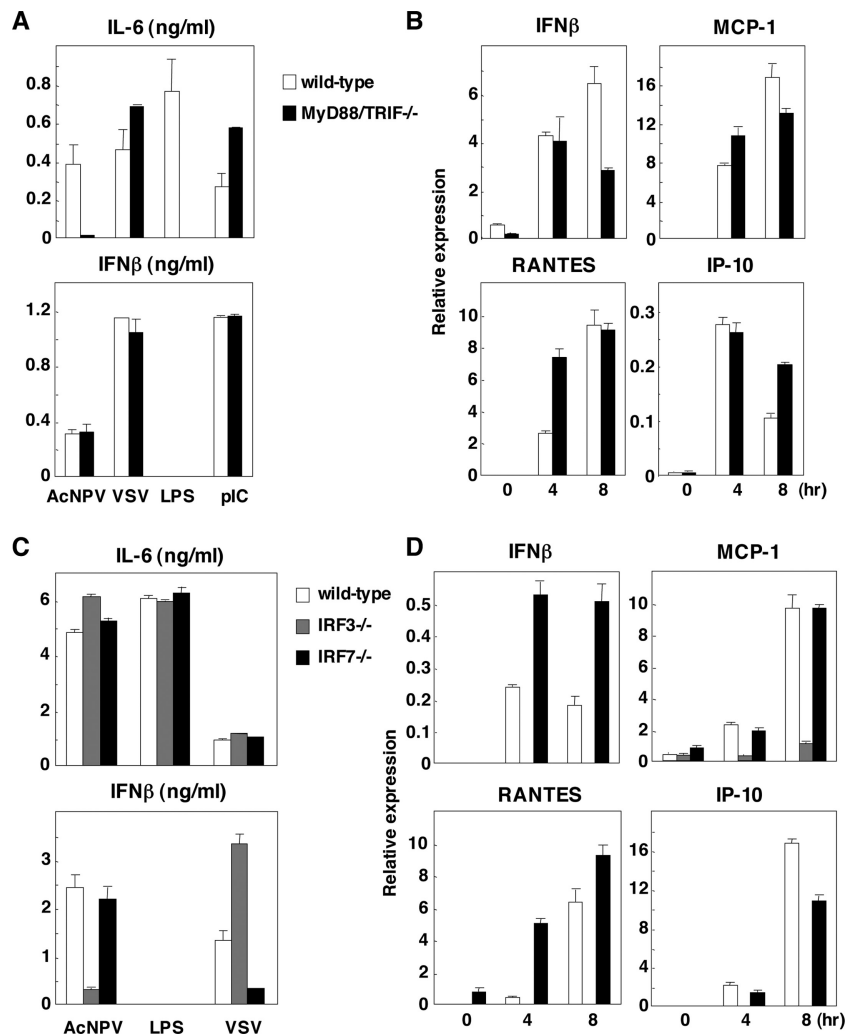 A
IL-6 (ng/ml)
0.8
0.6
0.4
0.2
0
wild-type
MyD88/TRIF-/-
IFNβ (ng/ml)
1.2
0.8
0.4
0
AcNPV VSV LPS pIC
B
Relative expression
IFNβ
6
4
2
0
MCP-1
16
12
8
4
0
RANTES
10
8
6
4
2
0
0 4 8
IP-10
0.3
0.2
0.1
0
0 4 8 (hr)
C
IL-6 (ng/ml)
6
4
2
0
wild-type
IRF3-/-
IRF7-/-
IFNβ (ng/ml)
3
2
1
0
AcNPV LPS VSV
D
Relative expression
IFNβ
0.5
0.4
0.3
0.2
0.1
0
MCP-1
10
8
6
4
2
0
RANTES
10
8
6
4
2
0
0 4 8
IP-10
16
12
8
4
0
0 4 8 (hr)